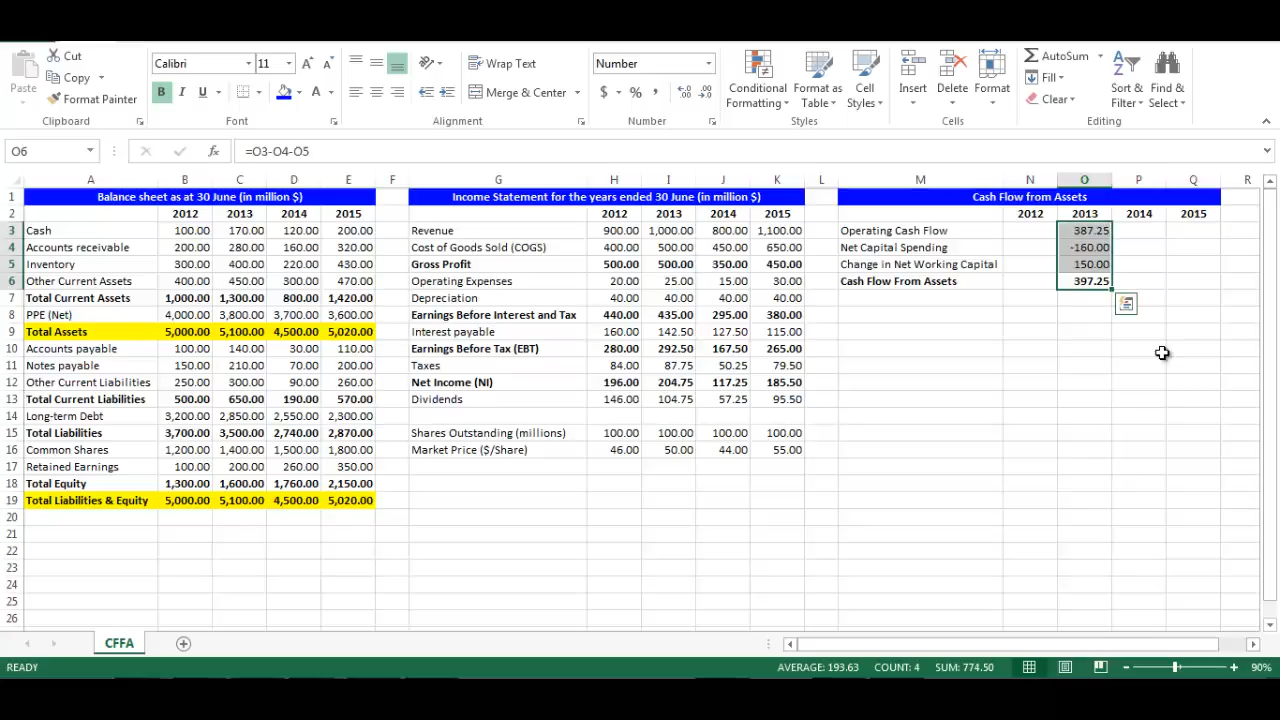 Cut
Copy
Format Painter
Paste
Clipboard
Calibri 11
B I U A
Font
Wrap Text
Merge & Center
Alignment
Number
$ % ,
Number
Conditional Formatting
Format as Table
Cell Styles
Styles
Insert Delete Format
Cells
AutoSum
Fill
Clear
Sort & Filter
Find & Select
Editing
O6 fx =O3-O4-O5
A B C D E F G H I J K L M N O P Q R
1 Balance sheet as at 30 June (in million $) Income Statement for the years ended 30 June (in million $) Cash Flow from Assets
2 2012 2013 2014 2015 2012 2013 2014 2015 2012 2013 2014 2015
3 Cash 100.00 170.00 120.00 200.00 Revenue 900.00 1,000.00 800.00 1,100.00 Operating Cash Flow 387.25
4 Accounts receivable 200.00 280.00 160.00 320.00 Cost of Goods Sold (COGS) 400.00 500.00 450.00 650.00 Net Capital Spending -160.00
5 Inventory 300.00 400.00 220.00 430.00 Gross Profit 500.00 500.00 350.00 450.00 Change in Net Working Capital 150.00
6 Other Current Assets 400.00 450.00 300.00 470.00 Operating Expenses 20.00 25.00 15.00 30.00 Cash Flow From Assets 397.25
7 Total Current Assets 1,000.00 1,300.00 800.00 1,420.00 Depreciation 40.00 40.00 40.00 40.00
8 PPE (Net) 4,000.00 3,800.00 3,700.00 3,600.00 Earnings Before Interest and Tax 440.00 435.00 295.00 380.00
9 Total Assets 5,000.00 5,100.00 4,500.00 5,020.00 Interest payable 160.00 142.50 127.50 115.00
10 Accounts payable 100.00 140.00 30.00 110.00 Earnings Before Tax (EBT) 280.00 292.50 167.50 265.00
11 Notes payable 150.00 210.00 70.00 200.00 Taxes 84.00 87.75 50.25 79.50
12 Other Current Liabilities 250.00 300.00 90.00 260.00 Net Income (NI) 196.00 204.75 117.25 185.50
13 Total Current Liabilities 500.00 650.00 190.00 570.00 Dividends 146.00 104.75 57.25 95.50
14 Long-term Debt 3,200.00 2,850.00 2,550.00 2,300.00
15 Total Liabilities 3,700.00 3,500.00 2,740.00 2,870.00 Shares Outstanding (millions) 100.00 100.00 100.00 100.00
16 Common Shares 1,200.00 1,400.00 1,500.00 1,800.00 Market Price ($/Share) 46.00 50.00 44.00 55.00
17 Retained Earnings 100.00 200.00 260.00 350.00
18 Total Equity 1,300.00 1,600.00 1,760.00 2,150.00
19 Total Liabilities & Equity 5,000.00 5,100.00 4,500.00 5,020.00
20
21
22
23
24
25
26
CFFA
READY AVERAGE: 193.63 COUNT: 4 SUM: 774.50 90%